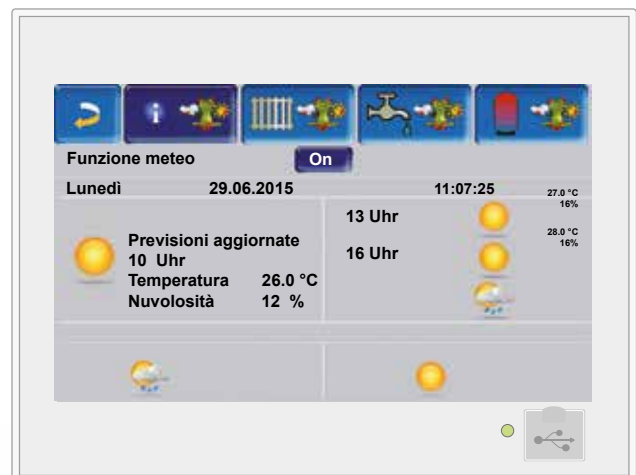 i
Funzione meteo On
Lunedì 29.06.2015 11:07:25
27.0 °C
16%
13 Uhr
28.0 °C
16%
16 Uhr
Previsioni aggiornate
10 Uhr
Temperatura 26.0 °C
Nuvolosità 12 %